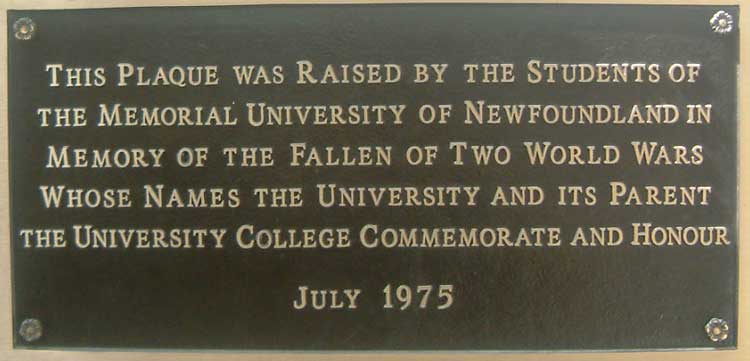 This Plaque was Raised by the Students of
the Memorial University of Newfoundland in
Memory of the Fallen of Two World Wars
Whose Names the University and its Parent
the University College Commemorate and Honour
July 1975